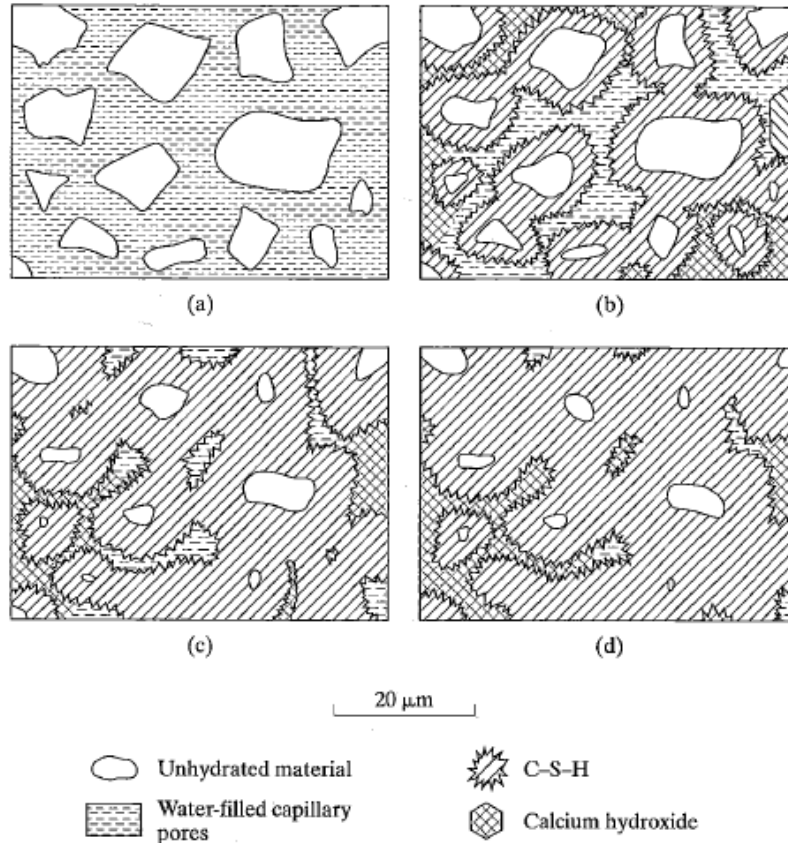 (a)
(b)
(c)
(d)
20 μm
Unhydrated material
C–S–H
Water-filled capillary
pores
Calcium hydroxide